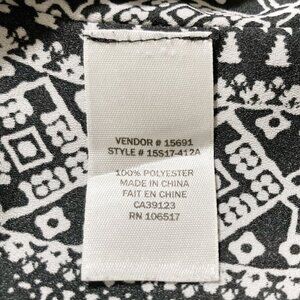 VENDOR # 15691
STYLE # 15S17-412A
100% POLYESTER
MADE IN CHINA
FAIT EN CHINE
CA39123
RN 106517